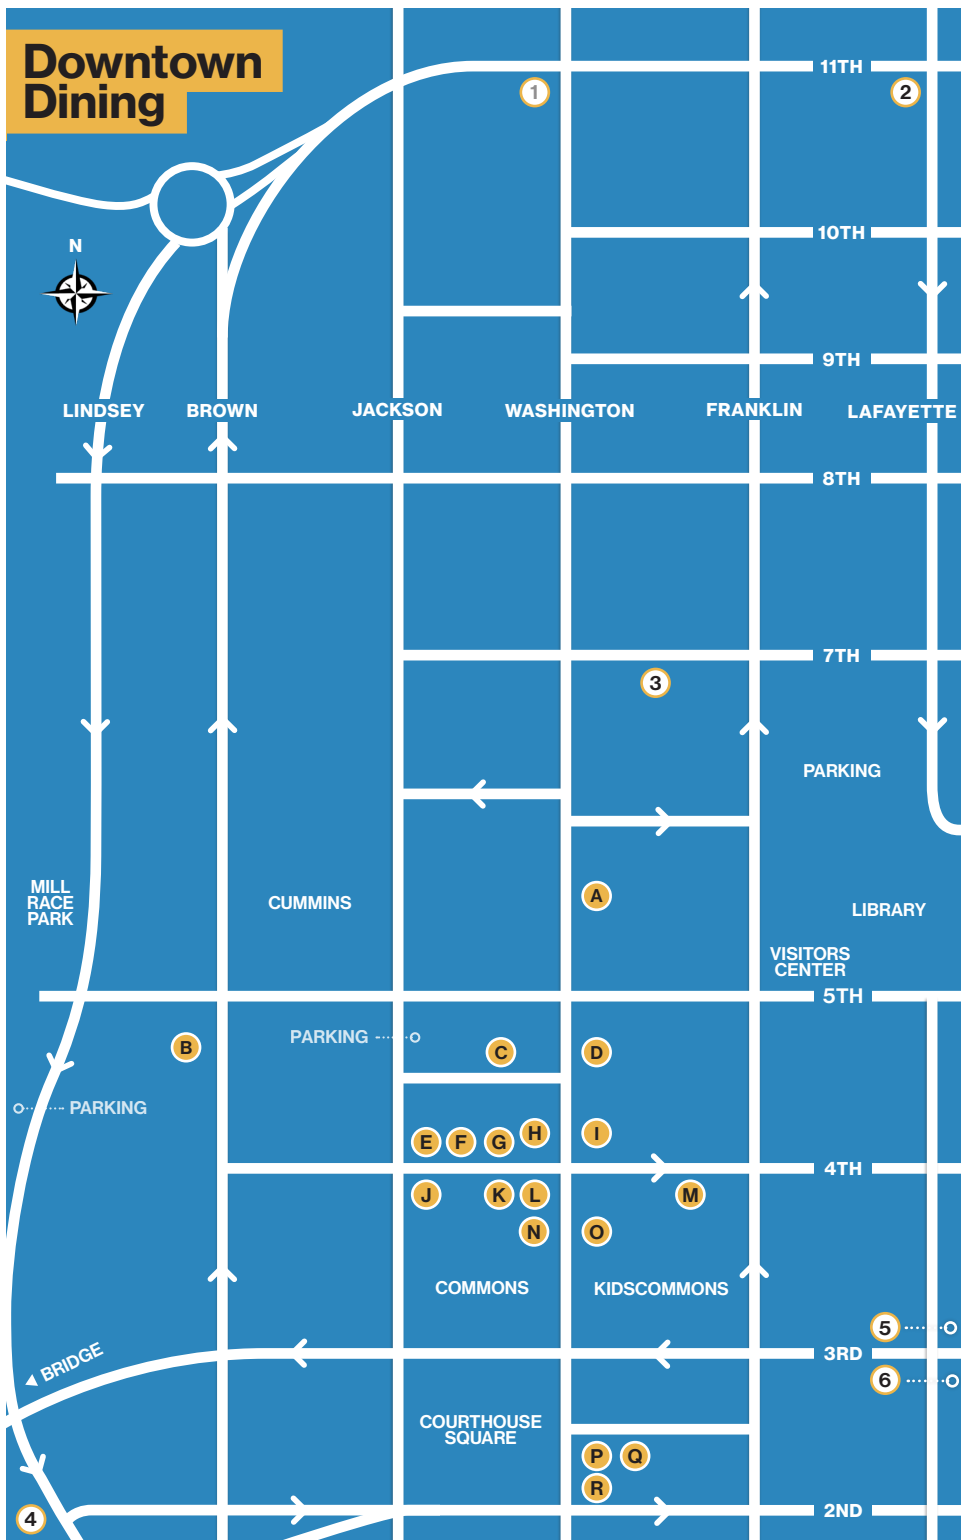 Downtown
Dining
11TH
1
2
10TH
N
9TH
LINDSEY
BROWN
JACKSON
WASHINGTON
FRANKLIN
LAFAYETTE
8TH
7TH
3
PARKING
MILL
RACE
PARK
CUMMINS
A
LIBRARY
VISITORS
CENTER
5TH
PARKING
B
C
D
PARKING
E
F
G
H
I
4TH
J
K
L
M
N
O
COMMONS
KIDSCOMMONS
5
BRIDGE
3RD
6
COURTHOUSE
SQUARE
P
Q
R
4
2ND